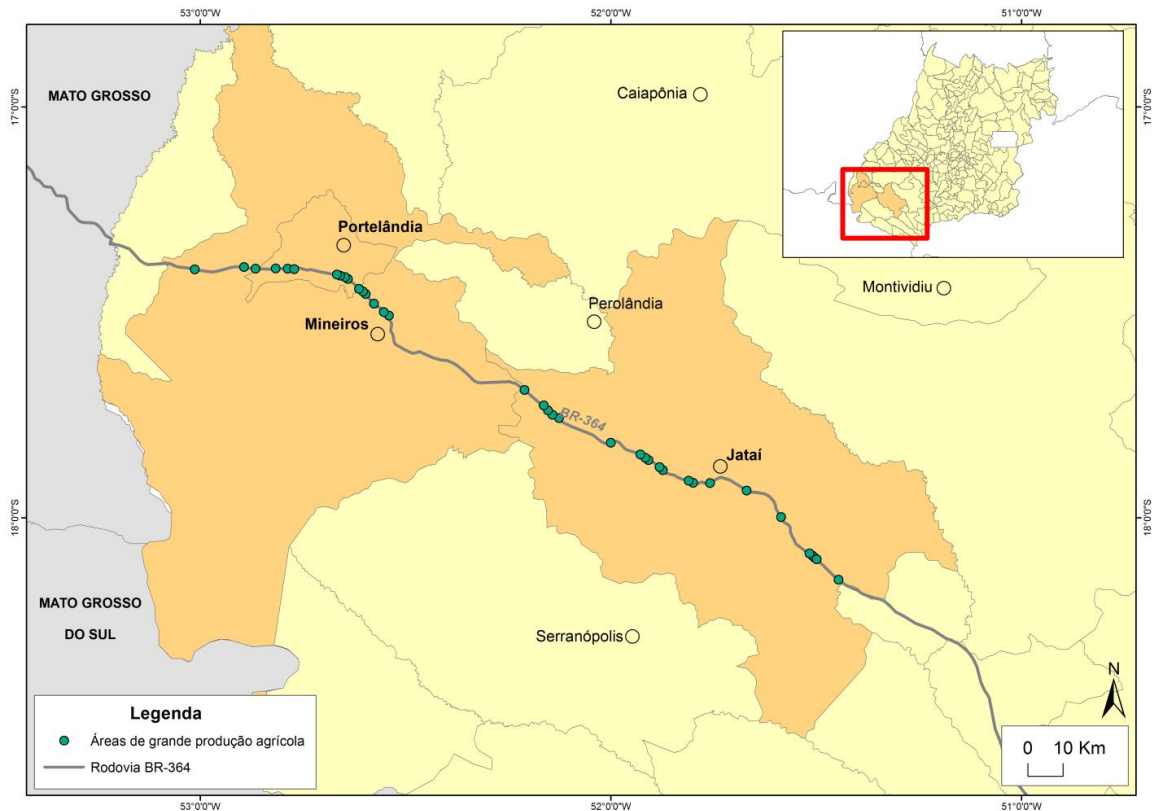 53°0'0"W
52°0'0"W
51°0'0"W
MATO GROSSO
Caiapônia
17°0'0"S
17°0'0"S
Portelândia
Montividiu
Perolândia
Mineiros
BR-364
Jataí
18°0'0"S
18°0'0"S
MATO GROSSO
DO SUL
Serranópolis
N
Legenda
Áreas de grande produção agrícola
Rodovia BR-364
0 10 Km
53°0'0"W
52°0'0"W
51°0'0"W